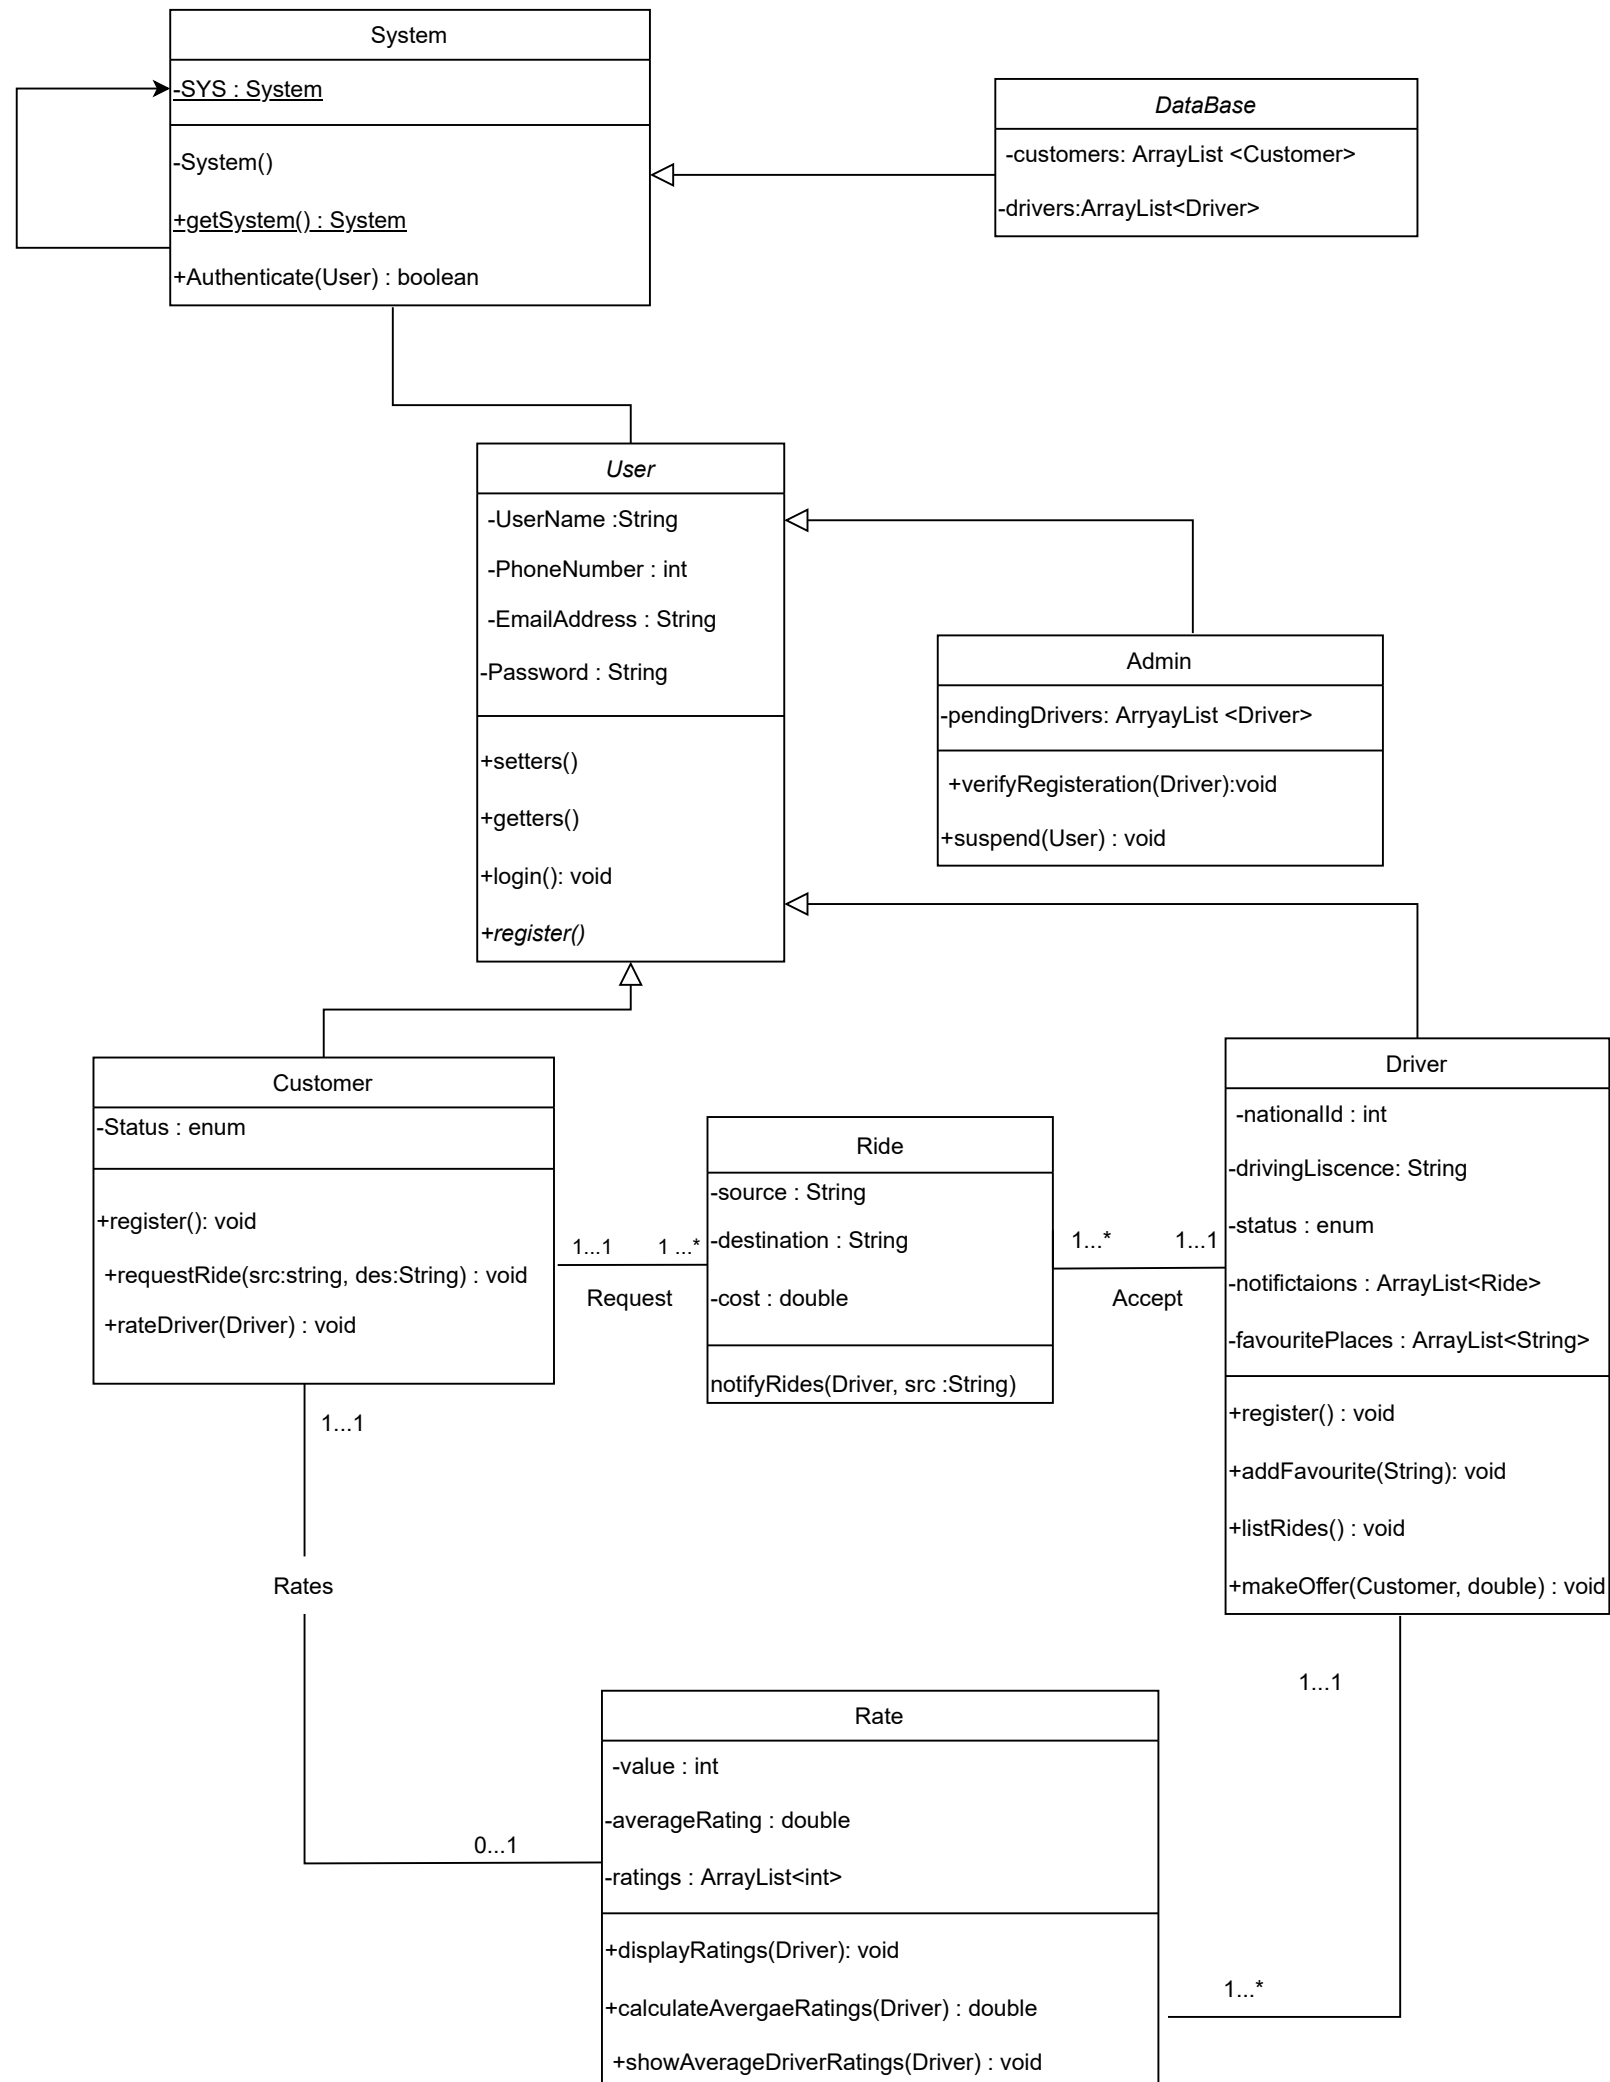 System
-SYS : System
-System()
+getSystem() : System
+Authenticate(User) : boolean
DataBase
-customers: ArrayList <Customer>
-drivers:ArrayList<Driver>
User
-UserName :String
-PhoneNumber : int
-EmailAddress : String
-Password : String
+setters()
+getters()
+login(): void
+register()
Admin
-pendingDrivers: ArryayList <Driver>
+verifyRegisteration(Driver):void
+suspend(User) : void
Customer
-Status : enum
+register(): void
+requestRide(src:string, des:String) : void
+rateDriver(Driver) : void
1...1
1 ...*
Request
Ride
-source : String
-destination : String
-cost : double
notifyRides(Driver, src :String)
1...*
1...1
Accept
Driver
-nationalId : int
-drivingLiscence: String
-status : enum
-notifictaions : ArrayList<Ride>
-favouritePlaces : ArrayList<String>
+register() : void
+addFavourite(String): void
+listRides() : void
+makeOffer(Customer, double) : void
1...1
Rates
0...1
1...1
1...*
Rate
-value : int
-averageRating : double
-ratings : ArrayList<int>
+displayRatings(Driver): void
+calculateAvergaeRatings(Driver) : double
+showAverageDriverRatings(Driver) : void